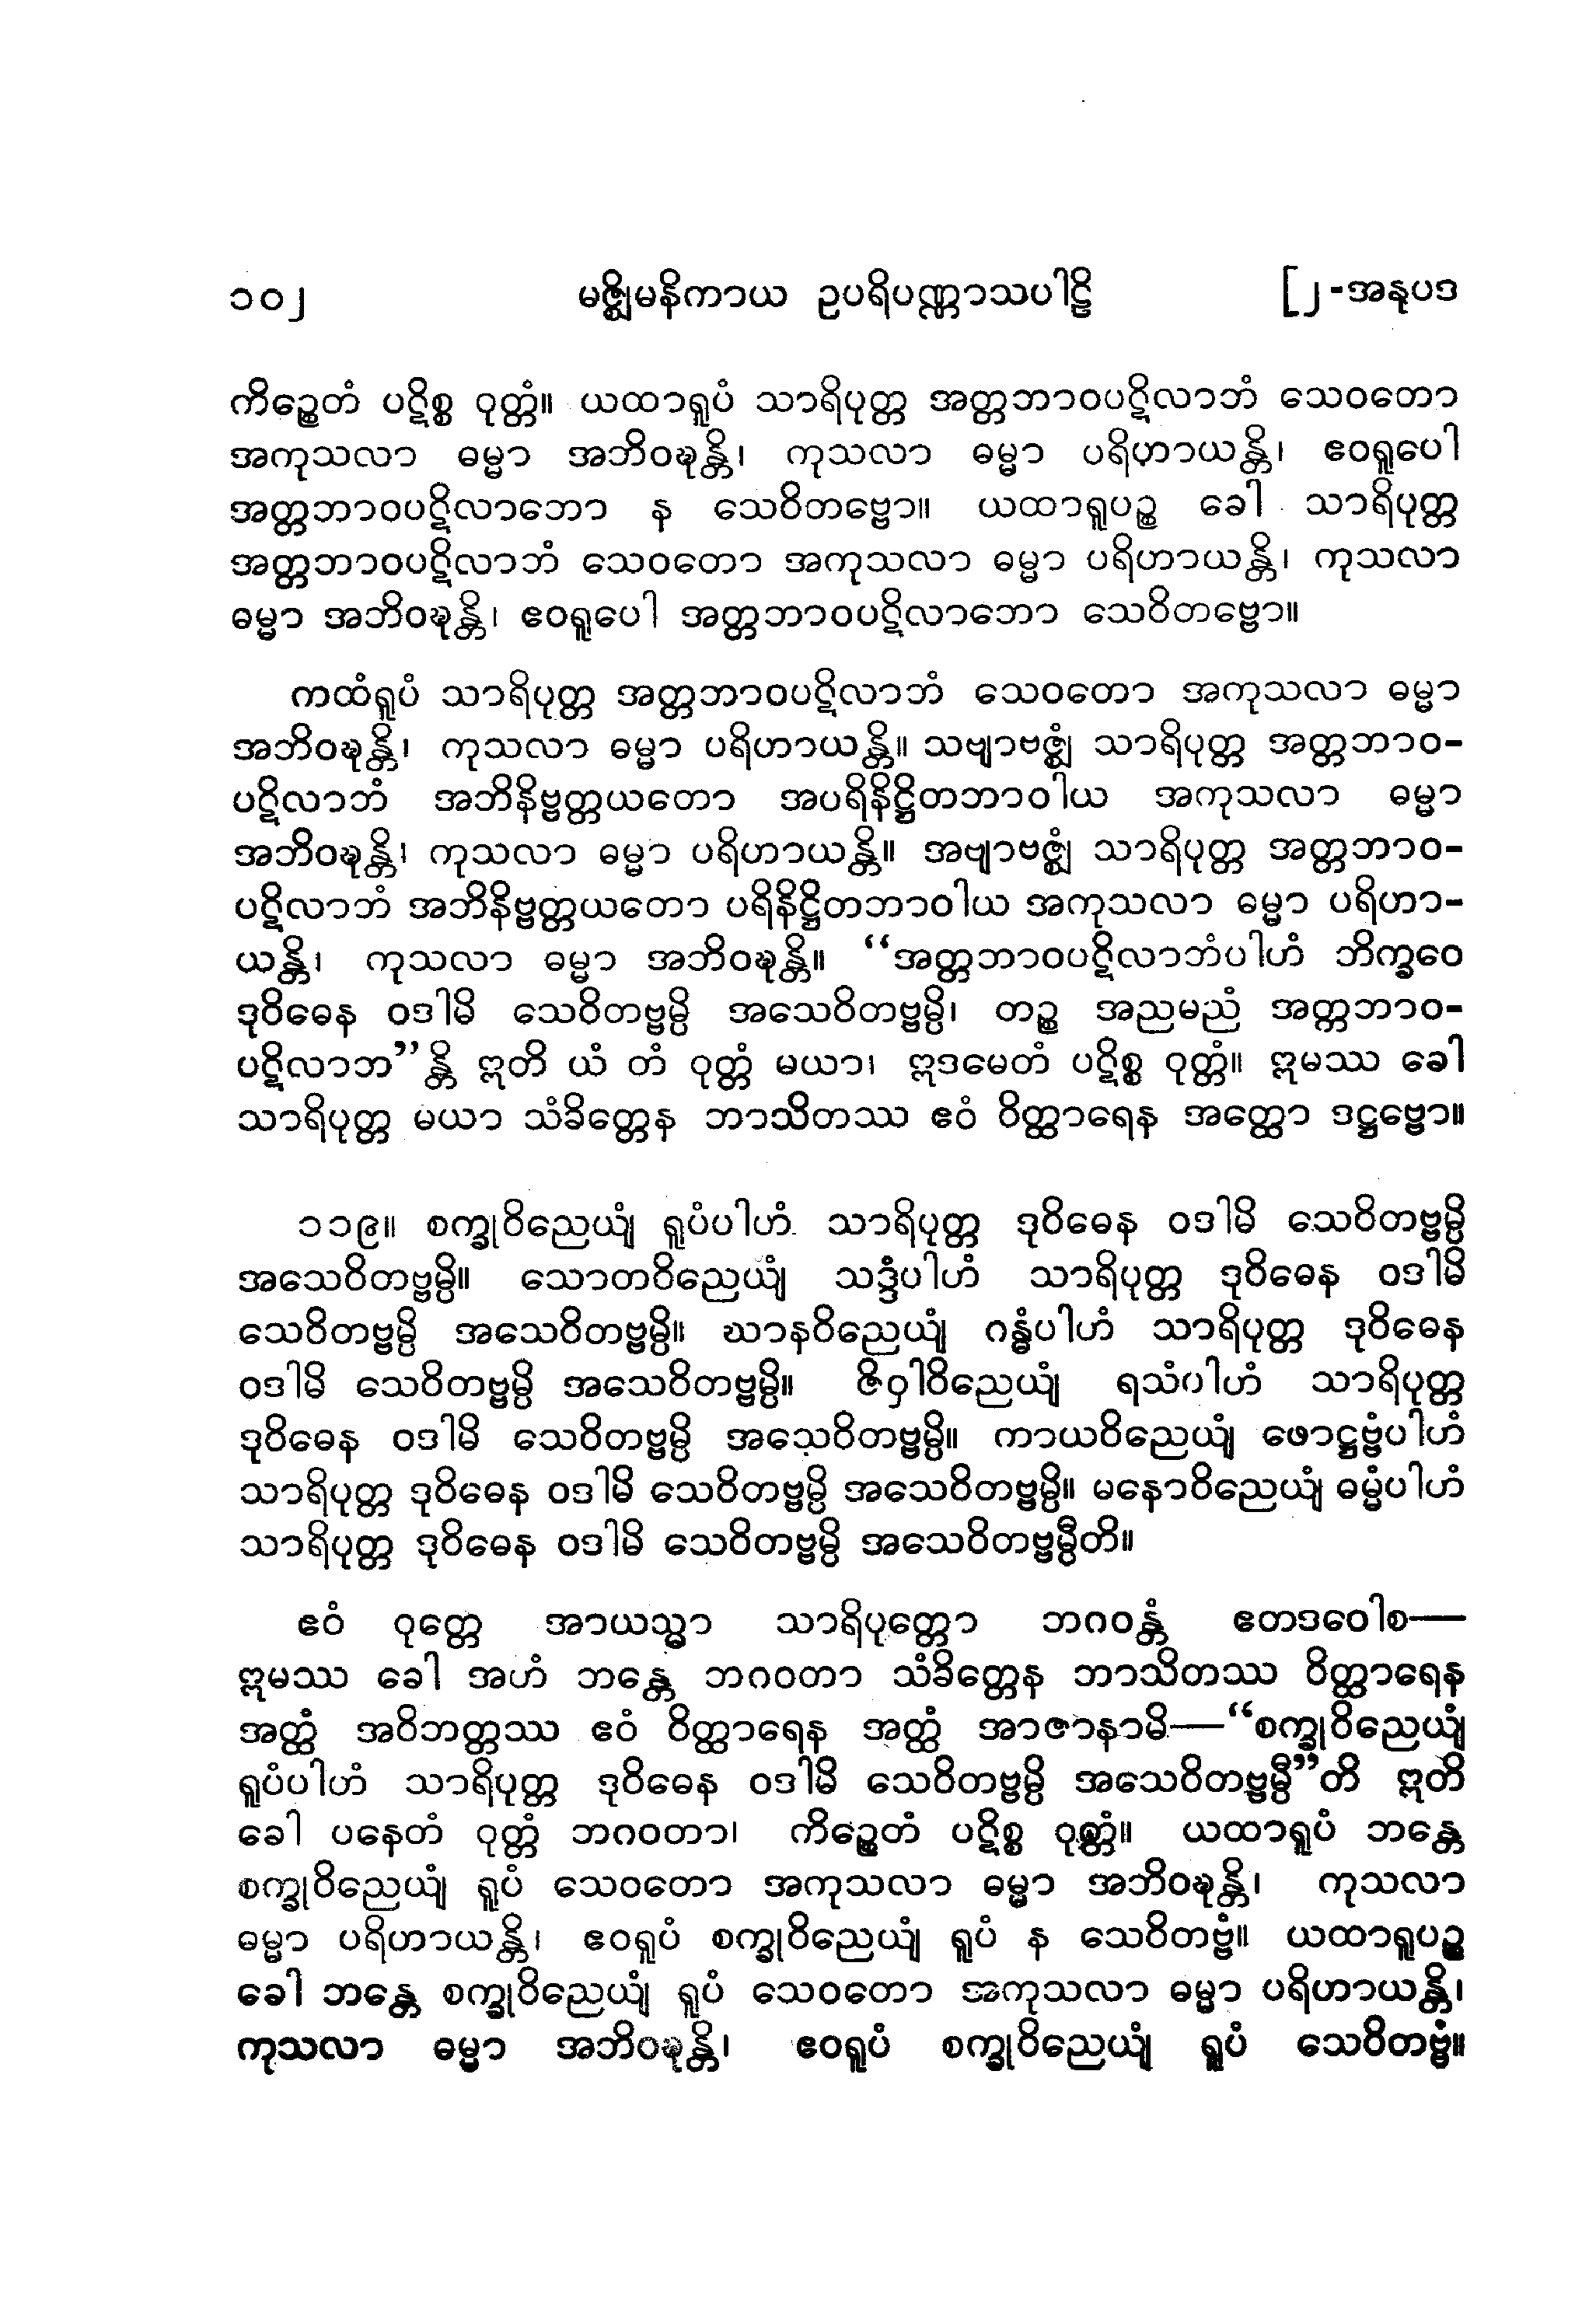 ၁၀၂ မဇ္ဈိမနိကာယ ဥပရိပဏ္ဏာသပါဠိ [၂-အနုပဒ
ကိဉ္စေတံ ပဋိစ္စ ဝုတ္တံ။ ယထာရူပံ သာရိပုတ္တ အတ္တဘာဝပဋိလာဘံ သေဝတော
အကုသလာ ဓမ္မာ အဘိဝဍ္ဎန္တိ၊ ကုသလာ ဓမ္မာ ပရိဟာယန္တိ၊ ဧဝရူပေါ
အတ္တဘာဝပဋိလာဘော န သေဝိတဗ္ဗော။ ယထာရူပဉ္စ ခေါ သာရိပုတ္တ
အတ္တဘာဝပဋိလာဘံ သေဝတော အကုသလာ ဓမ္မာ ပရိဟာယန္တိ၊ ကုသလာ
ဓမ္မာ အဘိဝဍ္ဎန္တိ၊ ဧဝရူပေါ အတ္တဘာဝပဋိလာဘော သေဝိတဗ္ဗော။
ကထံရူပံ သာရိပုတ္တ အတ္တဘာဝပဋိလာဘံ သေဝတော အကုသလာ ဓမ္မာ
အဘိဝဍ္ဎန္တိ၊ ကုသလာ ဓမ္မာ ပရိဟာယန္တိ။ သဗျာဗဇ္ဈံ သာရိပုတ္တ အတ္တဘာဝ-
ပဋိလာဘံ အဘိနိဗ္ဗတ္တယတော အပရိနိဋ္ဌိတဘာဝါယ အကုသလာ ဓမ္မာ
အဘိဝဍ္ဎန္တိ၊ ကုသလာ ဓမ္မာ ပရိဟာယန္တိ။ အဗျာဗဇ္ဈံ သာရိပုတ္တ အတ္တဘာဝ-
ပဋိလာဘံ အဘိနိဗ္ဗတ္တယတော ပရိနိဋ္ဌိတဘာဝါယ အကုသလာ ဓမ္မာ ပရိဟာ-
ယန္တိ၊ ကုသလာ ဓမ္မာ အဘိဝဍ္ဎန္တိ။ “အတ္တဘာဝပဋိလာဘံပါဟံ ဘိက္ခဝေ
ဒုဝိဓေန ဝဒါမိ သေဝိတဗ္ဗမ္ပိ အသေဝိတဗ္ဗမ္ပိ၊ တဉ္စ အညမညံ အတ္တဘာဝ-
ပဋိလာဘ”န္တိ ဣတိ ယံ တံ ဝုတ္တံ မယာ၊ ဣဒမေတံ ပဋိစ္စ ဝုတ္တံ။ ဣမဿ ခေါ
သာရိပုတ္တ မယာ သံခိတ္တေန ဘာသိတဿ ဧဝံ ဝိတ္ထာရေန အတ္ထော ဒဋ္ဌဗ္ဗော။
၁၁၉။ စက္ခုဝိညေယျံ ရူပံပါဟံ သာရိပုတ္တ ဒုဝိဓေန ဝဒါမိ သေဝိတဗ္ဗမ္ပိ
အသေဝိတဗ္ဗမ္ပိ။ သောတဝိညေယျံ သဒ္ဒံပါဟံ သာရိပုတ္တ ဒုဝိဓေန ဝဒါမိ
သေဝိတဗ္ဗမ္ပိ အသေဝိတဗ္ဗမ္ပိ။ ဃာနဝိညေယျံ ဂန္ဓံပါဟံ သာရိပုတ္တ ဒုဝိဓေန
ဝဒါမိ သေဝိတဗ္ဗမ္ပိ အသေဝိတဗ္ဗမ္ပိ။ ဇိဝှါဝိညေယျံ ရသံပါဟံ သာရိပုတ္တ
ဒုဝိဓေန ဝဒါမိ သေဝိတဗ္ဗမ္ပိ အသေဝိတဗ္ဗမ္ပိ။ ကာယဝိညေယျံ ဖောဋ္ဌဗ္ဗံပါဟံ
သာရိပုတ္တ ဒုဝိဓေန ဝဒါမိ သေဝိတဗ္ဗမ္ပိ အသေဝိတဗ္ဗမ္ပိ။ မနောဝိညေယျံ ဓမ္မံပါဟံ
သာရိပုတ္တ ဒုဝိဓေန ဝဒါမိ သေဝိတဗ္ဗမ္ပိ အသေဝိတဗ္ဗမ္ပီတိ။
ဧဝံ ဝုတ္တေ အာယသ္မာ သာရိပုတ္တော ဘဂဝန္တံ ဧတဒဝေါစ—
ဣမဿ ခေါ အဟံ ဘန္တေ ဘဂဝတာ သံခိတ္တေန ဘာသိတဿ ဝိတ္ထာရေန
အတ္ထံ အဝိဘတ္တဿ ဧဝံ ဝိတ္ထာရေန အတ္ထံ အာဇာနာမိ—“စက္ခုဝိညေယျံ
ရူပံပါဟံ သာရိပုတ္တ ဒုဝိဓေန ဝဒါမိ သေဝိတဗ္ဗမ္ပိ အသေဝိတဗ္ဗမ္ပီ”တိ ဣတိ
ခေါ ပနေတံ ဝုတ္တံ ဘဂဝတာ၊ ကိဉ္စေတံ ပဋိစ္စ ဝုတ္တံ။ ယထာရူပံ ဘန္တေ
စက္ခုဝိညေယျံ ရူပံ သေဝတော အကုသလာ ဓမ္မာ အဘိဝဍ္ဎန္တိ၊ ကုသလာ
ဓမ္မာ ပရိဟာယန္တိ၊ ဧဝရူပံ စက္ခုဝိညေယျံ ရူပံ န သေဝိတဗ္ဗံ။ ယထာရူပဉ္စ
ခေါ ဘန္တေ စက္ခုဝိညေယျံ ရူပံ သေဝတော အကုသလာ ဓမ္မာ ပရိဟာယန္တိ၊
ကုသလာ ဓမ္မာ အဘိဝဍ္ဎန္တိ၊ ဧဝရူပံ စက္ခုဝိညေယျံ ရူပံ သေဝိတဗ္ဗံ။